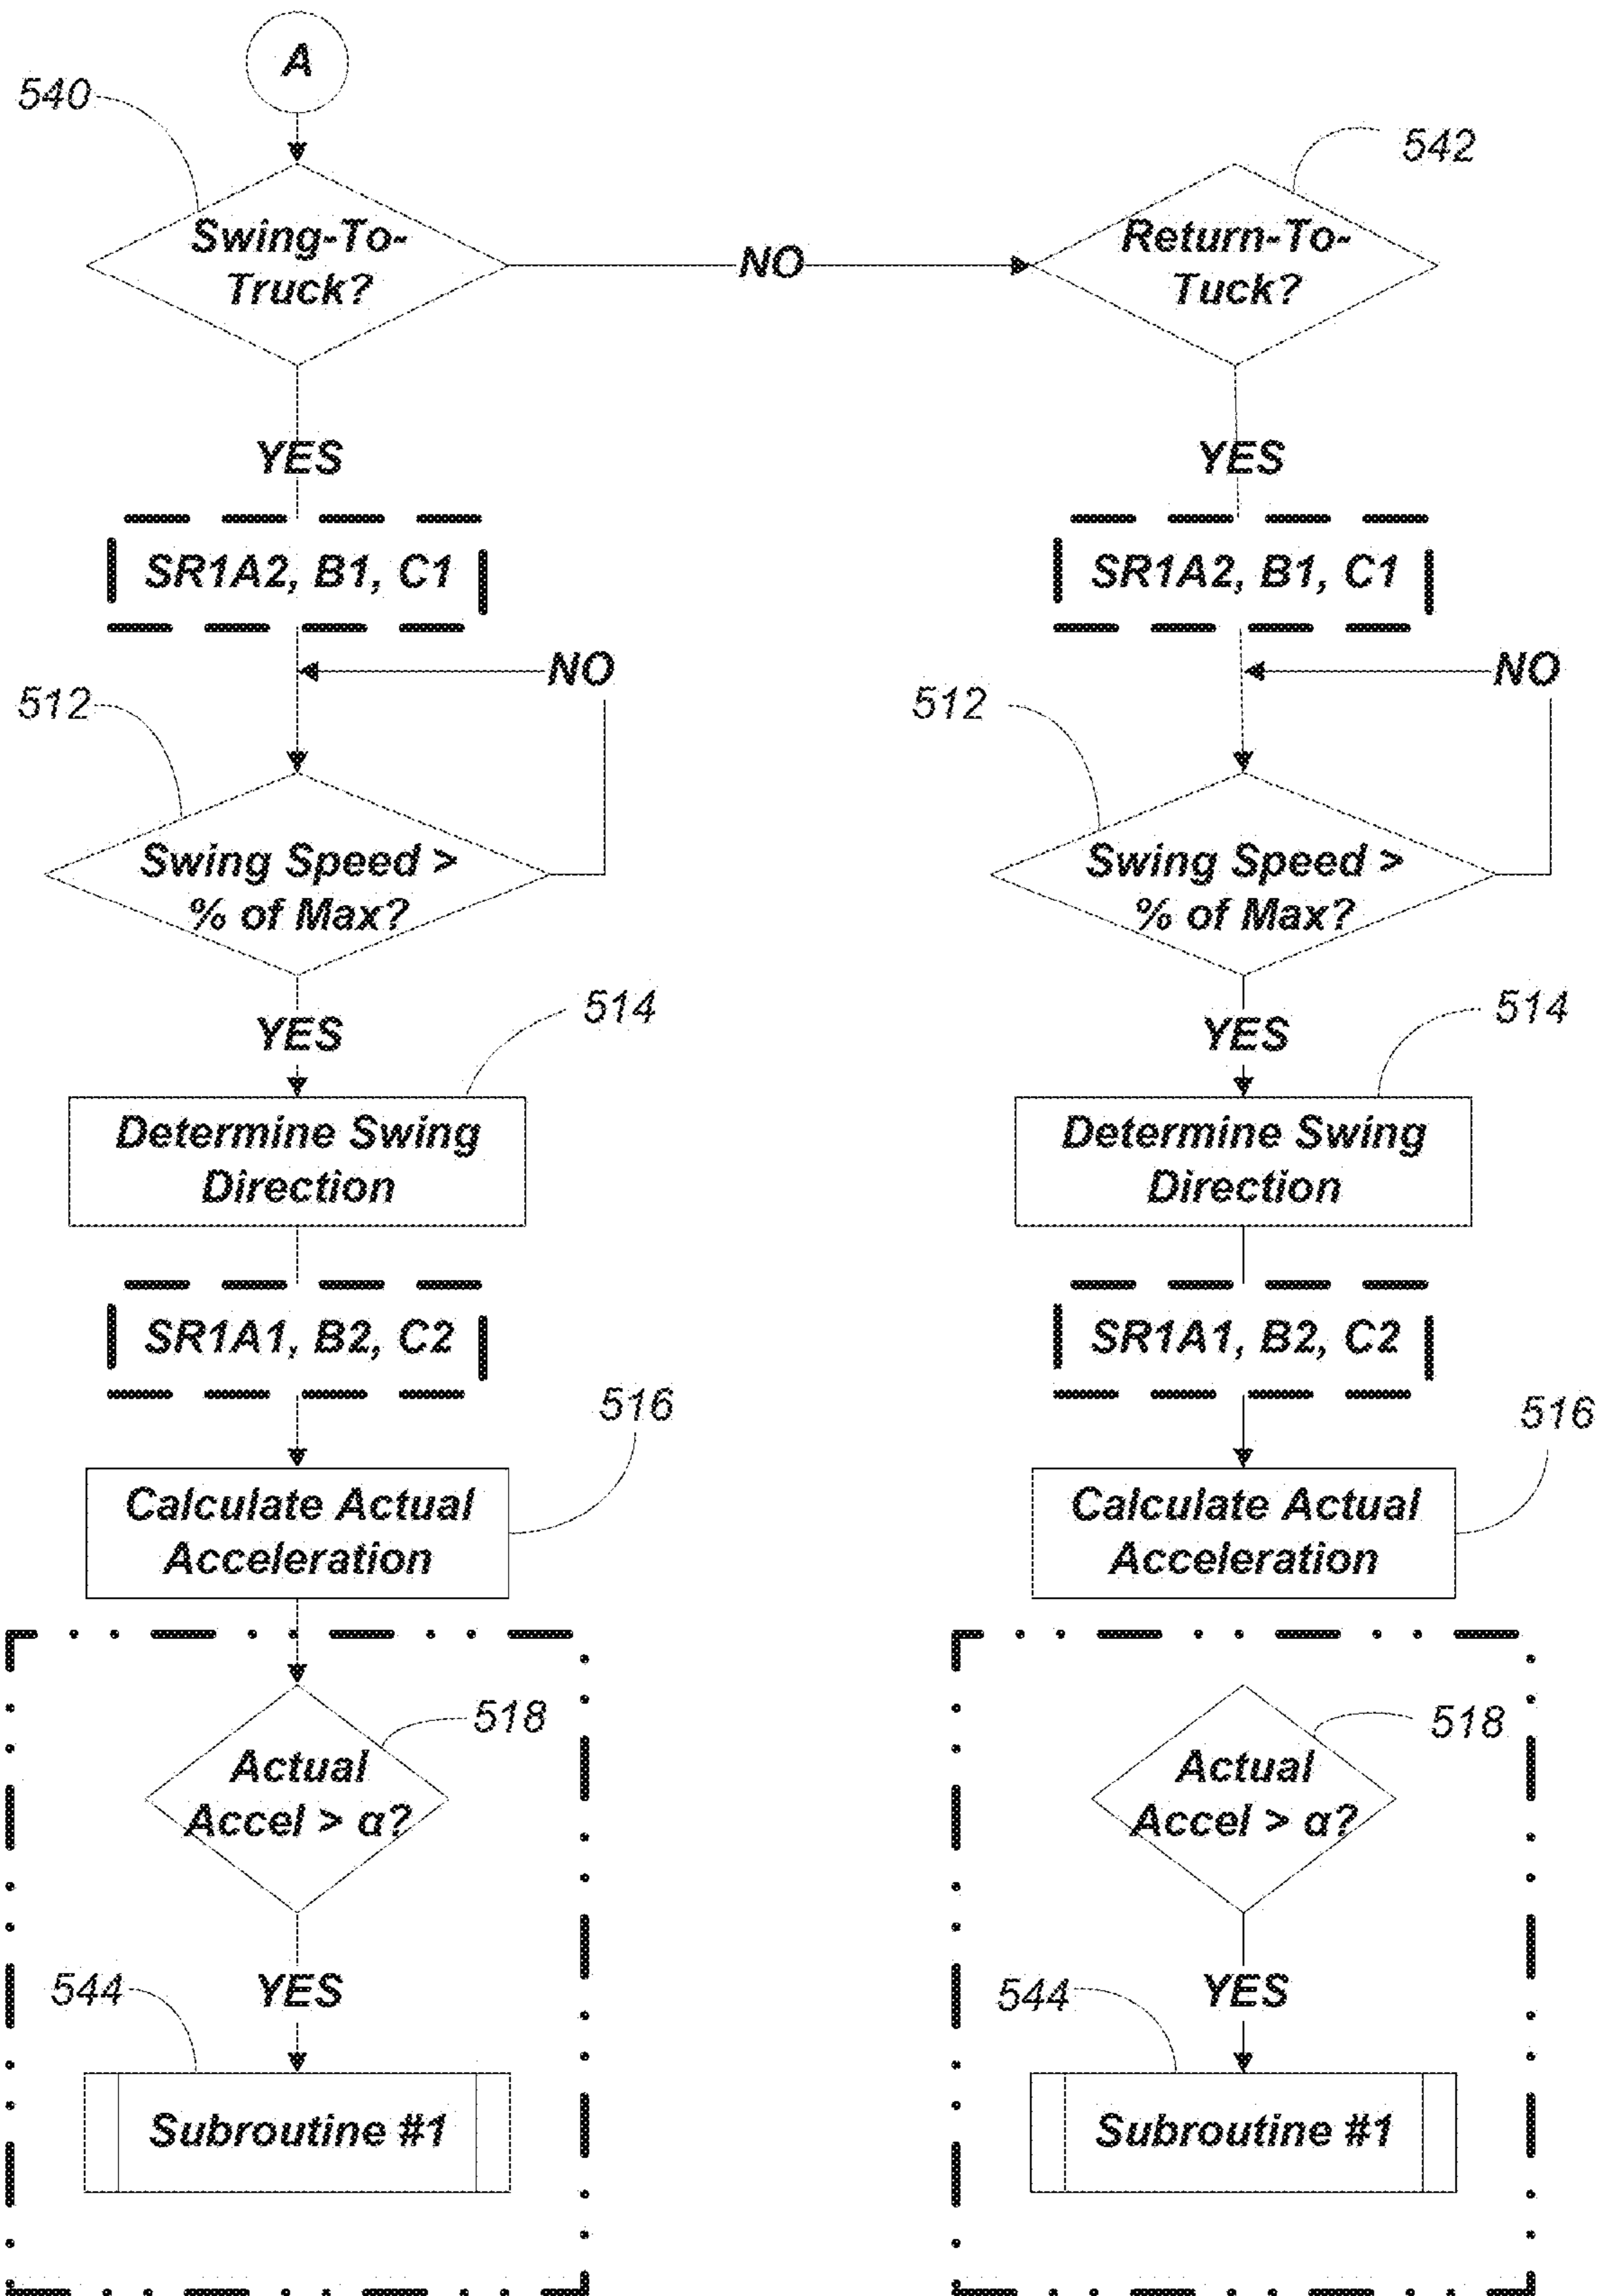 A
540
Swing-To-
Truck?
NO
542
Return-To-
Tuck?
YES
SR1A2, B1, C1
NO
512
Swing Speed >
% of Max?
YES
514
Determine Swing
Direction
SR1A1, B2, C2
516
Calculate Actual
Acceleration
518
Actual
Accel > α?
YES
544
Subroutine #1
YES
SR1A2, B1, C1
NO
512
Swing Speed >
% of Max?
YES
514
Determine Swing
Direction
SR1A1, B2, C2
516
Calculate Actual
Acceleration
518
Actual
Accel > α?
YES
544
Subroutine #1